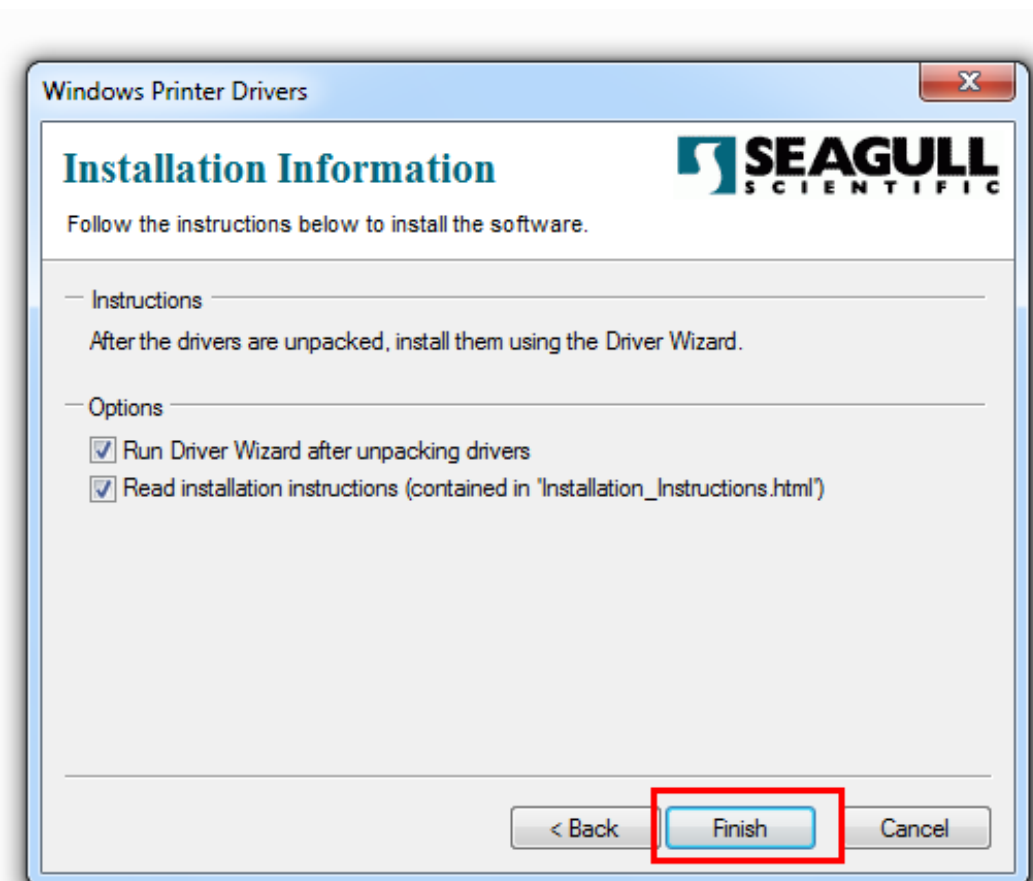 Windows Printer Drivers
Installation Information
SEAGULL
SCIENTIFIC
Follow the instructions below to install the software.
Instructions
After the drivers are unpacked, install them using the Driver Wizard.
Options
Run Driver Wizard after unpacking drivers
Read installation instructions (contained in 'Installation_Instructions.html')
< Back Finish Cancel